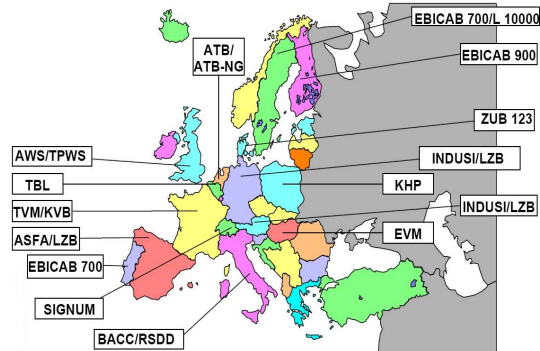 EBICAB 700/L 10000
ATB/
ATB-NG
EBICAB 900
ZUB 123
AWS/TPWS
INDUSI/LZB
TBL
KHP
TVM/KVB
INDUSI/LZB
ASFA/LZB
EVM
EBICAB 700
SIGNUM
BACC/RSDD